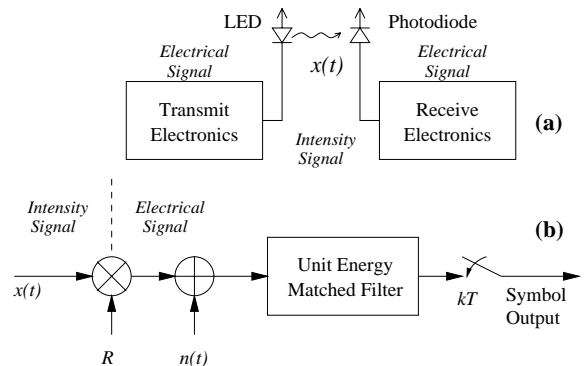 LED
Photodiode
Electrical
Signal
x(t)
Electrical
Signal
Transmit
Electronics
Receive
Electronics
Intensity
Signal
(a)
Intensity
Signal
Electrical
Signal
(b)
Unit Energy
Matched Filter
x(t)
R
n(t)
kT
Symbol
Output